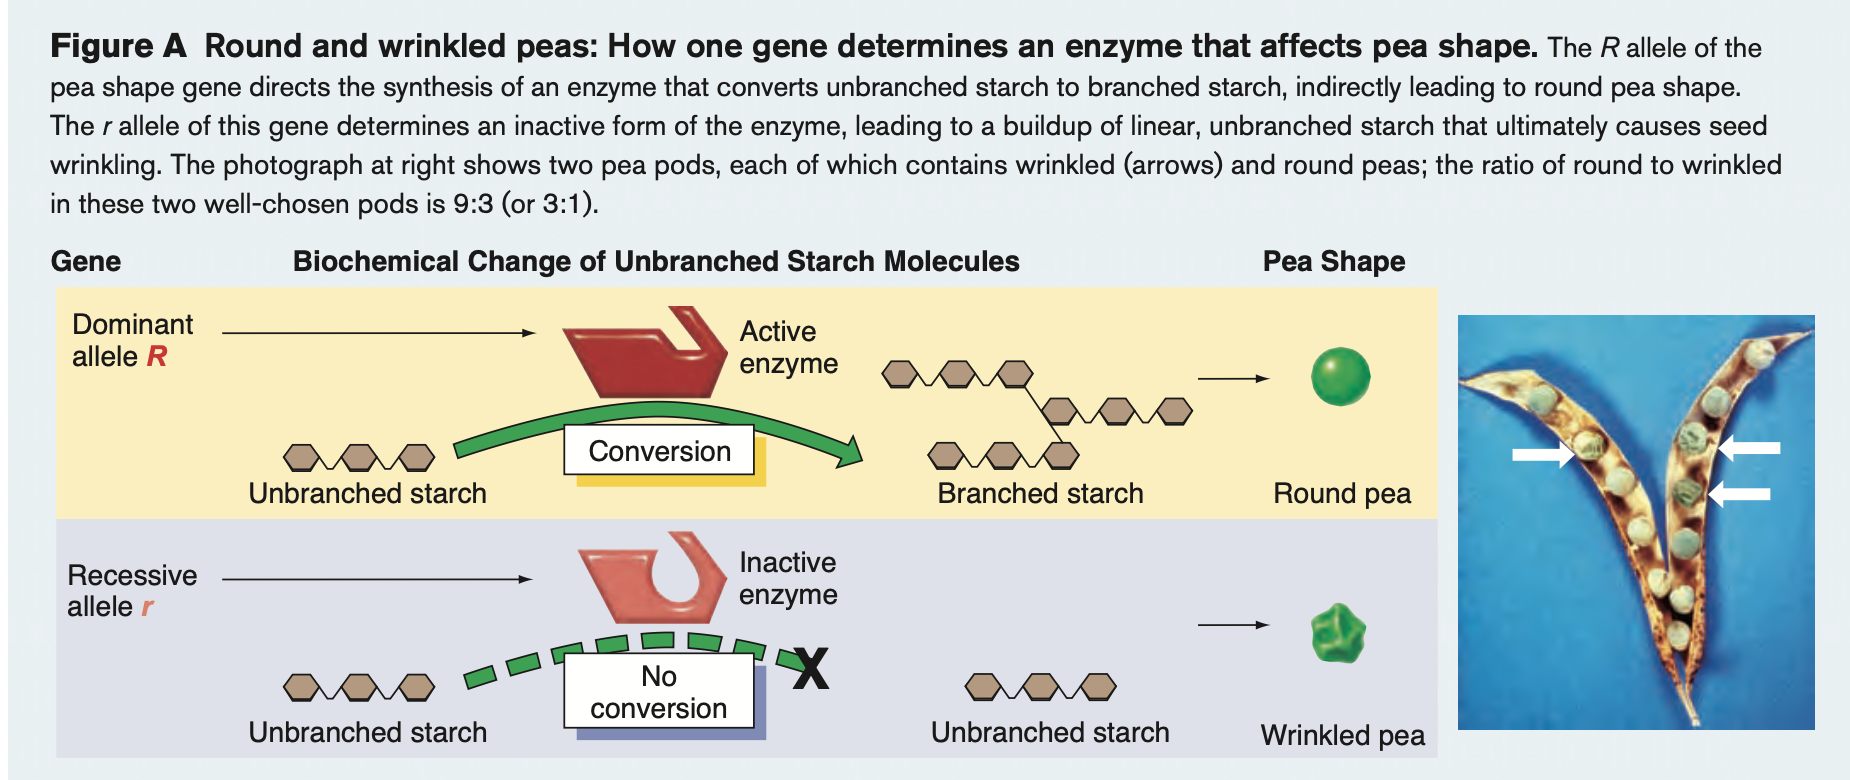 Figure A Round and wrinkled peas: How one gene determines an enzyme that affects pea shape. The R allele of the
pea shape gene directs the synthesis of an enzyme that converts unbranched starch to branched starch, indirectly leading to round pea shape.
The r allele of this gene determines an inactive form of the enzyme, leading to a buildup of linear, unbranched starch that ultimately causes seed
wrinkling. The photograph at right shows two pea pods, each of which contains wrinkled (arrows) and round peas; the ratio of round to wrinkled
in these two well-chosen pods is 9:3 (or 3:1).
Gene
Biochemical Change of Unbranched Starch Molecules
Pea Shape
Dominant
allele R
Active
enzyme
Conversion
Unbranched starch
Branched starch
Round pea
Recessive
allele r
Inactive
enzyme
No
conversion
X
Unbranched starch
Unbranched starch
Wrinkled pea